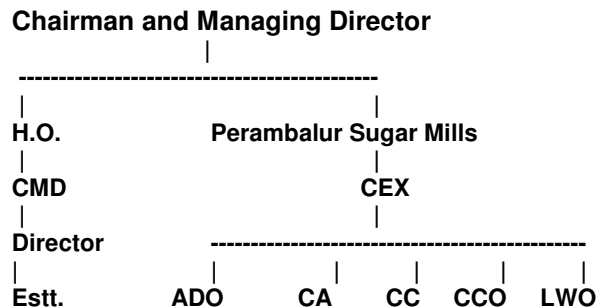 Chairman and Managing Director
H.O. Perambalur Sugar Mills
CMD CEX
Director
Estt. ADO CA CC CCO LWO